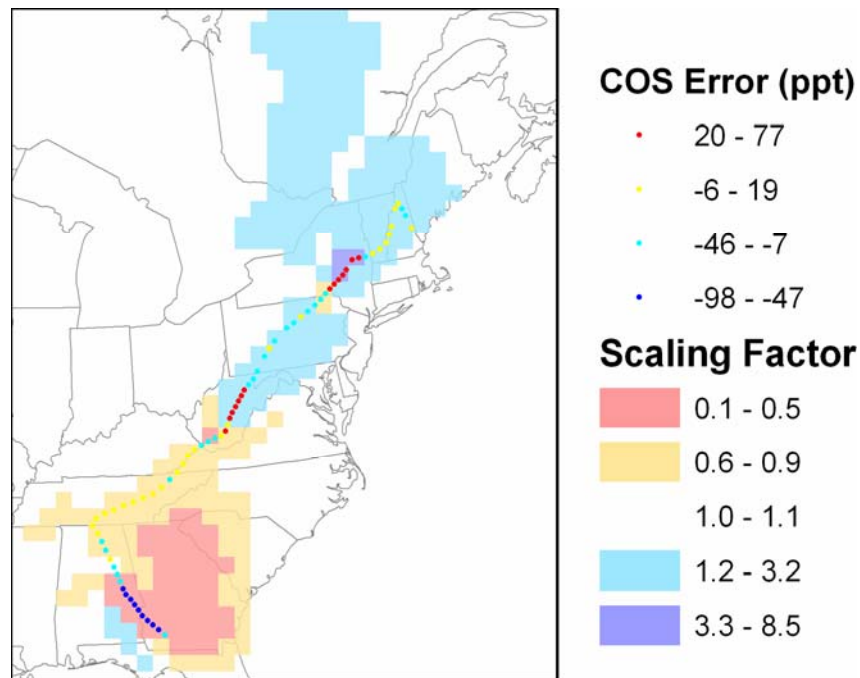 COS Error (ppt)
20 - 77
-6 - 19
-46 - -7
-98 - -47
Scaling Factor
0.1 - 0.5
0.6 - 0.9
1.0 - 1.1
1.2 - 3.2
3.3 - 8.5